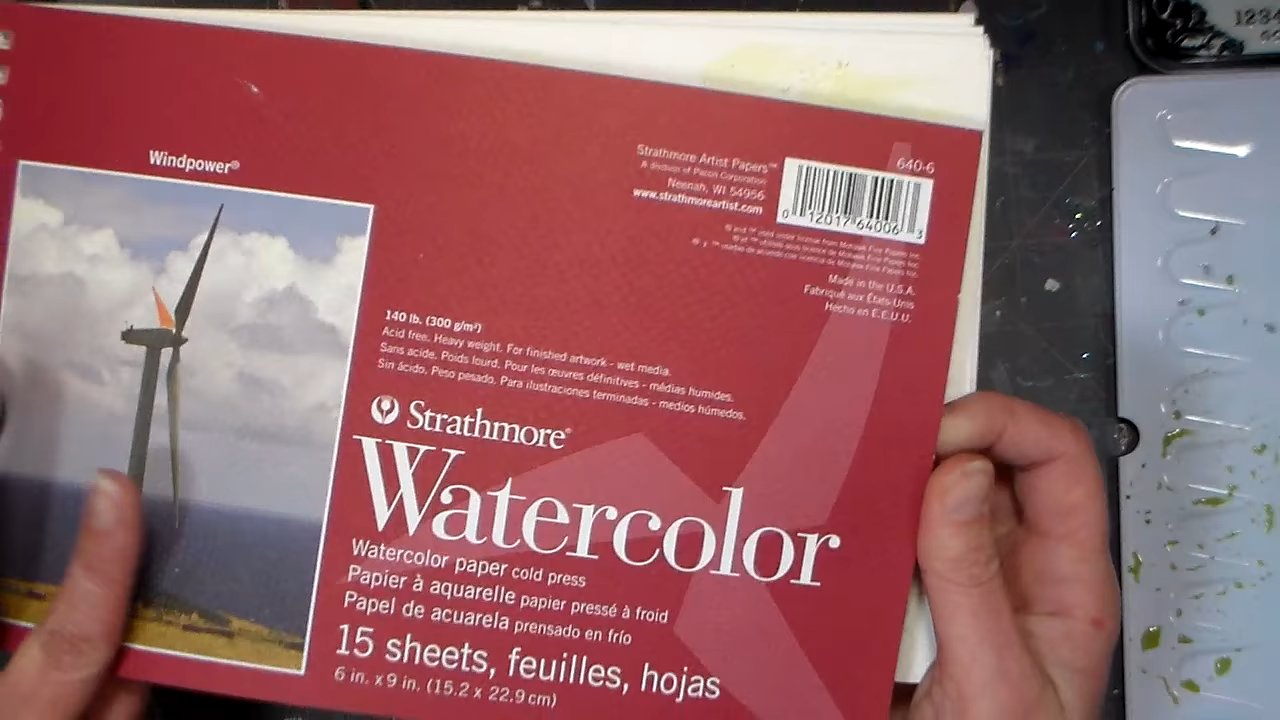 Windpower®
Strathmore Artist Papers™
A division of Pacon Corporation
Neenah, WI 54956
www.strathmoreartist.com
640-6
0 12017 64006 3
Made in the U.S.A.
Fabriqué aux États-Unis
Hecho en E.E.U.U.
140 lb. (300 g/m²)
Acid free. Heavy weight. For finished artwork - wet media.
Sans acide. Poids lourd. Pour les œuvres définitives - médias humides.
Sin ácido. Peso pesado. Para ilustraciones terminadas - medios húmedos.
Strathmore®
Watercolor
Watercolor paper cold press
Papier à aquarelle papier pressé à froid
Papel de acuarela prensado en frío
15 sheets, feuilles, hojas
6 in. x 9 in. (15.2 x 22.9 cm)
1234